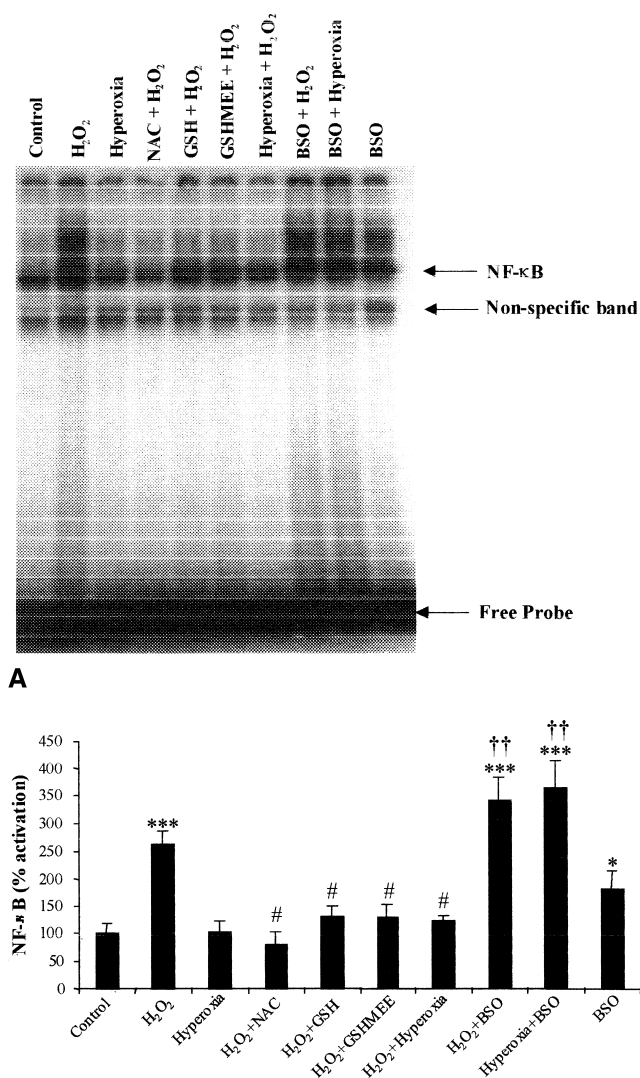 Control
H₂O₂
Hyperoxia
NAC + H₂O₂
GSH + H₂O₂
GSHMEE + H₂O₂
Hyperoxia + H₂O₂
BSO + H₂O₂
BSO + Hyperoxia
BSO
NF-κB
Non-specific band
Free Probe
A
NF-κB (% activation)
450
400
350
300
250
200
150
100
50
0
***
#
#
#
#
††
***
††
***
*
Control
H₂O₂
Hyperoxia
H₂O₂+NAC
H₂O₂+GSH
H₂O₂+GSHMEE
H₂O₂+Hyperoxia
H₂O₂+BSO
Hyperoxia+BSO
BSO